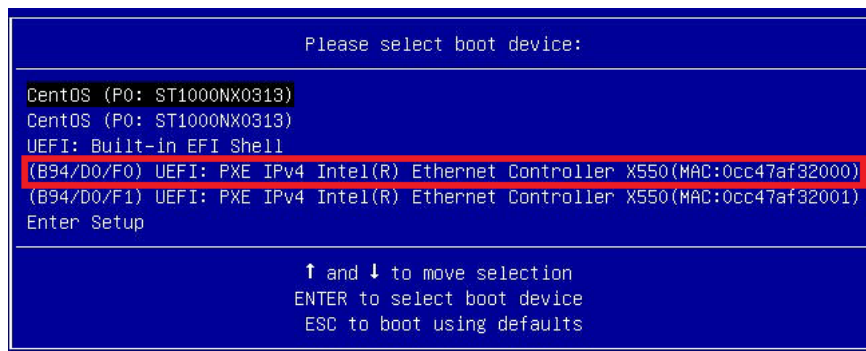 Please select boot device:
CentOS (P0: ST1000NX0313)
CentOS (P0: ST1000NX0313)
UEFI: Built-in EFI Shell
(B94/D0/F0) UEFI: PXE IPv4 Intel(R) Ethernet Controller X550(MAC:0cc47af32000)
(B94/D0/F1) UEFI: PXE IPv4 Intel(R) Ethernet Controller X550(MAC:0cc47af32001)
Enter Setup
↑ and ↓ to move selection
ENTER to select boot device
ESC to boot using defaults